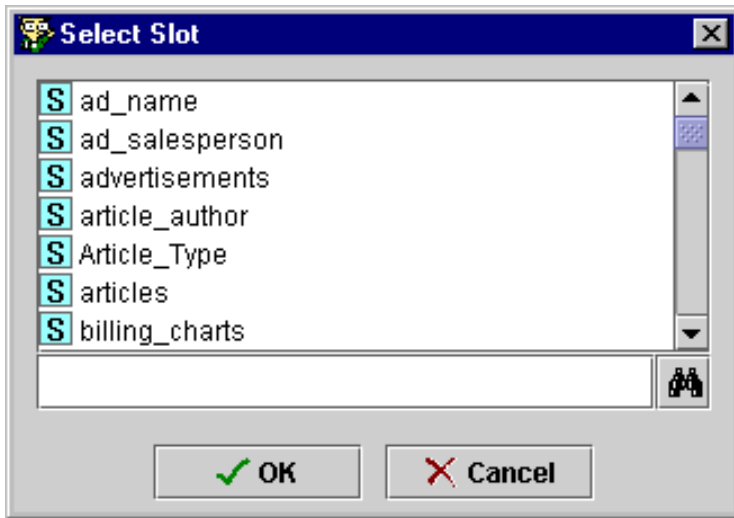 Select Slot
S ad_name
S ad_salesperson
S advertisements
S article_author
S Article_Type
S articles
S billing_charts
OK Cancel